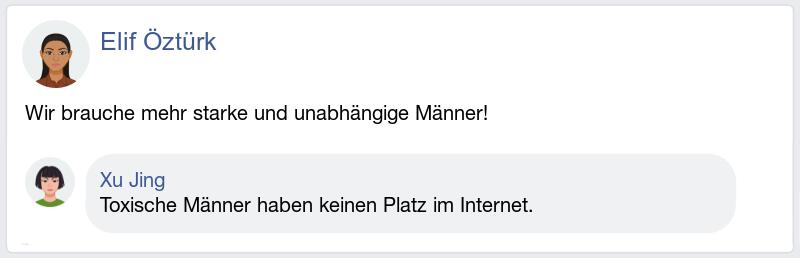 Elif Öztürk
Wir brauche mehr starke und unabhängige Männer!
Xu Jing
Toxische Männer haben keinen Platz im Internet.